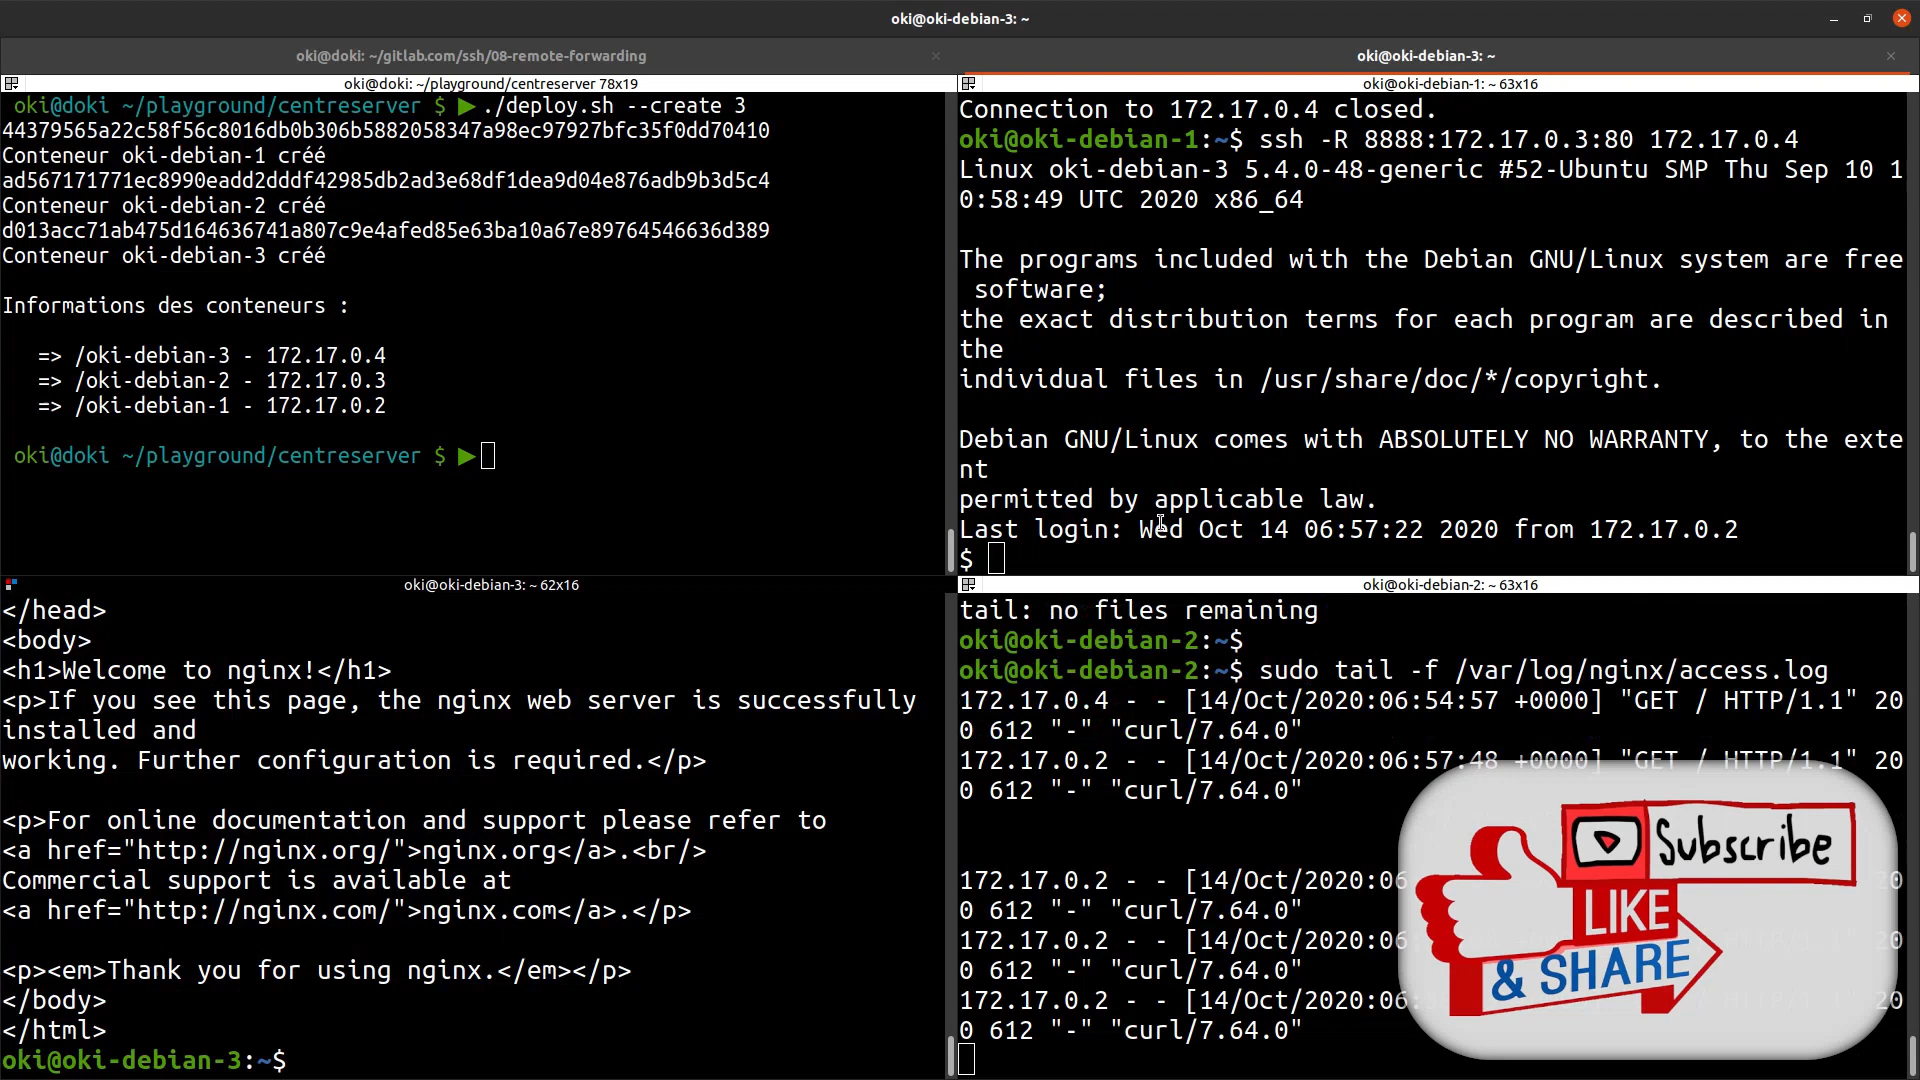 oki@oki-debian-3: ~
oki@doki: ~/gitlab.com/ssh/08-remote-forwarding
oki@oki-debian-3: ~
oki@doki: ~/playground/centreserver 78x19
oki@doki ~/playground/centreserver $ ▶./deploy.sh --create 3
44379565a22c58f56c8016db0b306b5882058347a98ec97927bfc35f0dd70410
Conteneur oki-debian-1 créé
ad567171771ec8990eadd2dddf42985db2ad3e68df1dea9d04e876adb9b3d5c4
Conteneur oki-debian-2 créé
d013acc71ab475d164636741a807c9e4afed85e63ba10a67e89764546636d389
Conteneur oki-debian-3 créé
Informations des conteneurs :
=> /oki-debian-3 - 172.17.0.4
=> /oki-debian-2 - 172.17.0.3
=> /oki-debian-1 - 172.17.0.2
oki@doki ~/playground/centreserver $ ▶
oki@oki-debian-1: ~ 63x16
Connection to 172.17.0.4 closed.
oki@oki-debian-1:~$ ssh -R 8888:172.17.0.3:80 172.17.0.4
Linux oki-debian-3 5.4.0-48-generic #52-Ubuntu SMP Thu Sep 10 1
0:58:49 UTC 2020 x86_64
The programs included with the Debian GNU/Linux system are free
software;
the exact distribution terms for each program are described in
the
individual files in /usr/share/doc/*/copyright.
Debian GNU/Linux comes with ABSOLUTELY NO WARRANTY, to the exte
nt
permitted by applicable law.
Last login: Wed Oct 14 06:57:22 2020 from 172.17.0.2
$
oki@oki-debian-3: ~ 62x16
</head>
<body>
<h1>Welcome to nginx!</h1>
<p>If you see this page, the nginx web server is successfully
installed and
working. Further configuration is required.</p>
<p>For online documentation and support please refer to
<a href="http://nginx.org/">nginx.org</a>.<br/>
Commercial support is available at
<a href="http://nginx.com/">nginx.com</a>.</p>
<p><em>Thank you for using nginx.</em></p>
</body>
</html>
oki@oki-debian-3:~$
oki@oki-debian-2: ~ 63x16
tail: no files remaining
oki@oki-debian-2:~$
oki@oki-debian-2:~$ sudo tail -f /var/log/nginx/access.log
172.17.0.4 - - [14/Oct/2020:06:54:57 +0000] "GET / HTTP/1.1" 20
0 612 "-" "curl/7.64.0"
172.17.0.2 - - [14/Oct/2020:06:57:48 +0000] "GET / HTTP/1.1" 20
0 612 "-" "curl/7.64.0"
172.17.0.2 - - [14/Oct/2020:06 20
0 612 "-" "curl/7.64.0"
172.17.0.2 - - [14/Oct/2020:06 20
0 612 "-" "curl/7.64.0"
172.17.0.2 - - [14/Oct/2020:06 20
0 612 "-" "curl/7.64.0"
Subscribe
LIKE
& SHARE